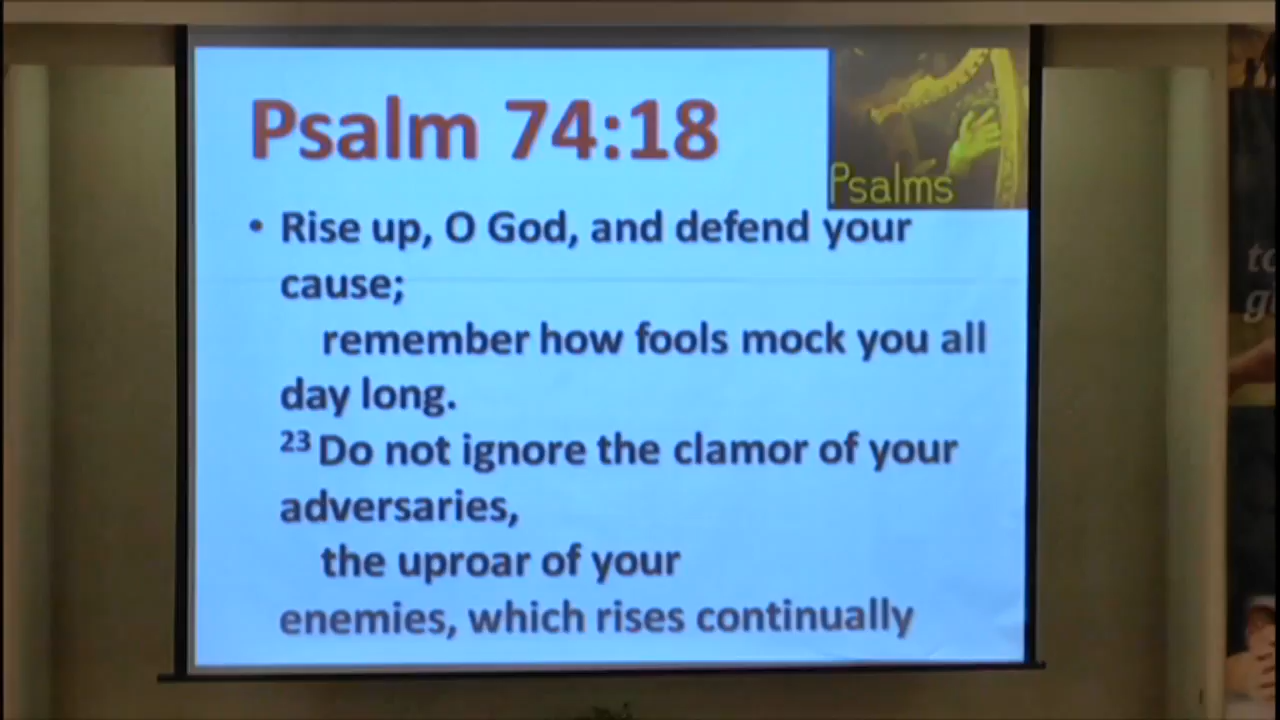 Psalm 74:18
Psalms
• Rise up, O God, and defend your
cause;
remember how fools mock you all
day long.
23 Do not ignore the clamor of your
adversaries,
the uproar of your
enemies, which rises continually